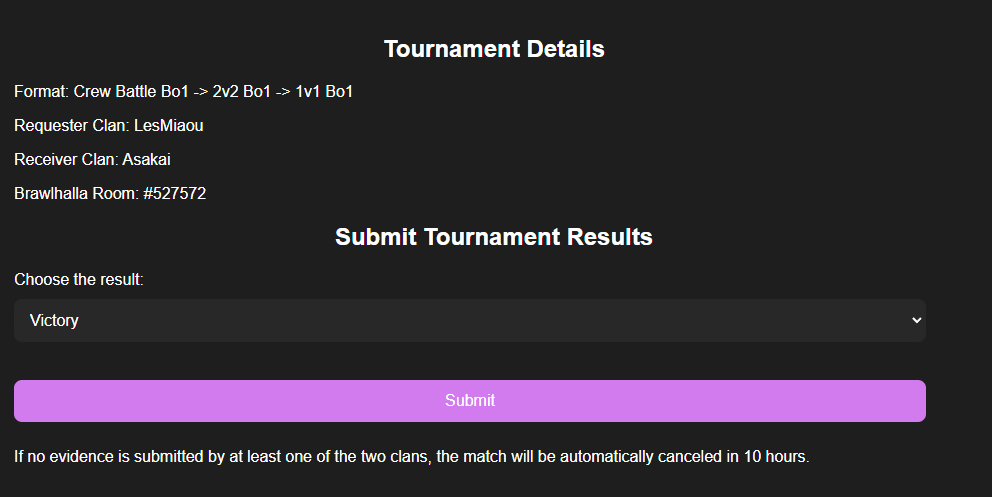 Tournament Details
Format: Crew Battle Bo1 -> 2v2 Bo1 -> 1v1 Bo1
Requester Clan: LesMiaou
Receiver Clan: Asakai
Brawlhalla Room: #527572
Submit Tournament Results
Choose the result:
Victory
Submit
If no evidence is submitted by at least one of the two clans, the match will be automatically canceled in 10 hours.